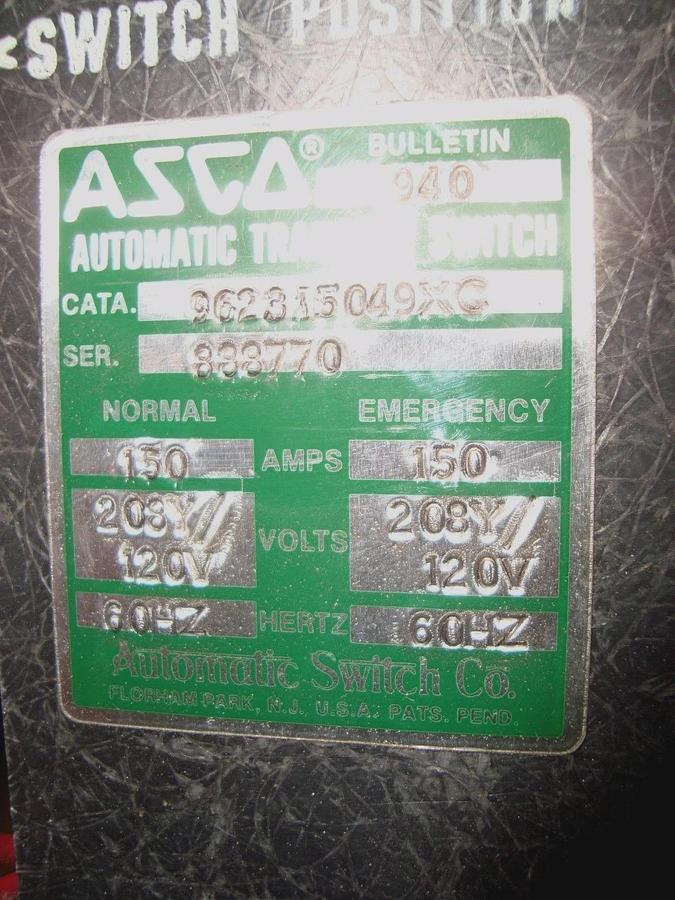 <SWITCH POSITION
ASCO® BULLETIN
940
AUTOMATIC TRANSFER SWITCH
CATA. 962315049XC
SER. 888770
NORMAL EMERGENCY
150 AMPS 150
208Y/ VOLTS 208Y/
120V 120V
60HZ HERTZ 60HZ
Automatic Switch Co.
FLORHAM PARK, N.J. U.S.A. PATS. PEND.